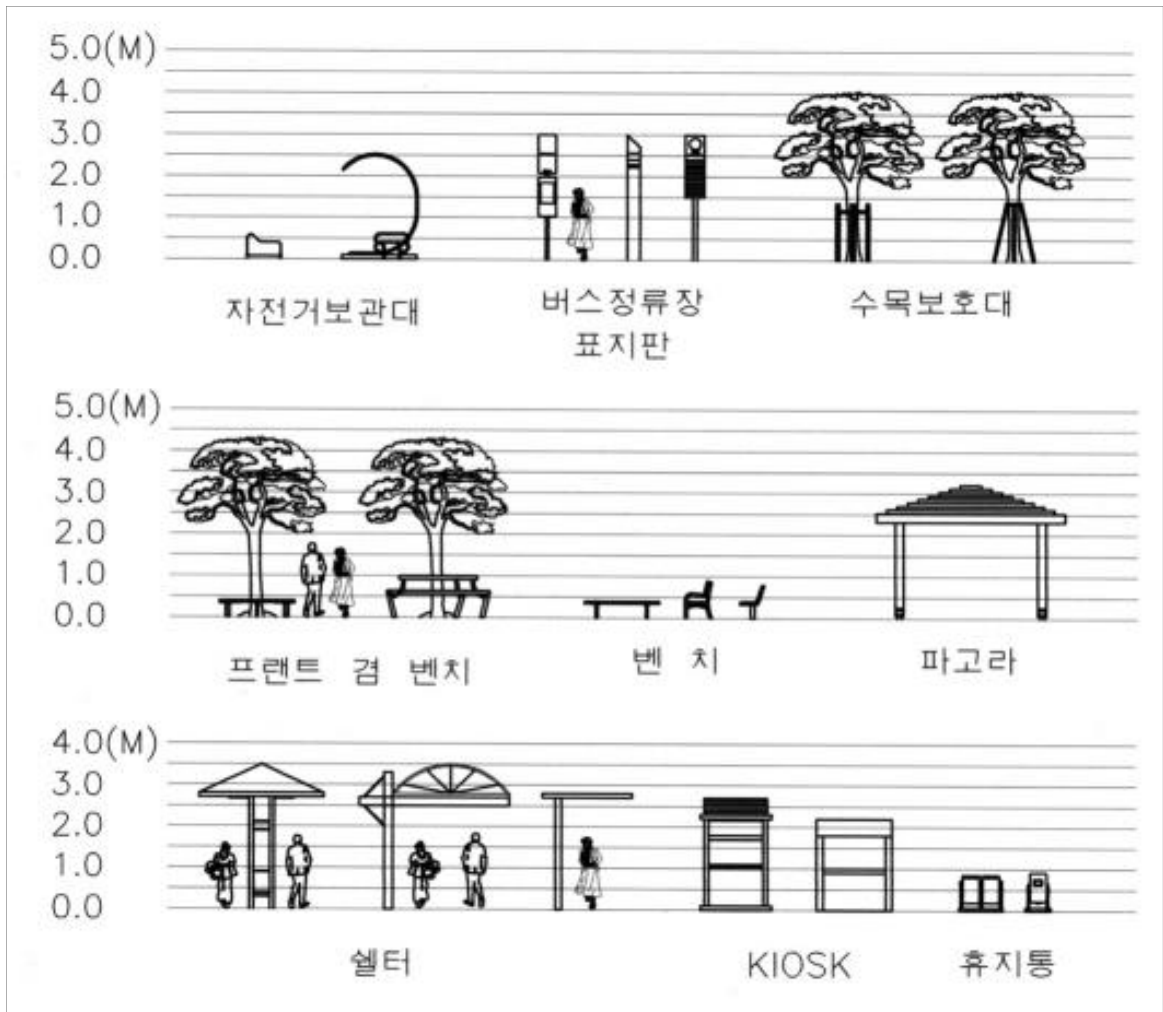 5.0(M)
4.0
3.0
2.0
1.0
0.0
자전거보관대
버스정류장
표지판
수목보호대
5.0(M)
4.0
3.0
2.0
1.0
0.0
프랜트 겸 벤치
벤 치
파고라
4.0(M)
3.0
2.0
1.0
0.0
쉘터
KIOSK
휴지통